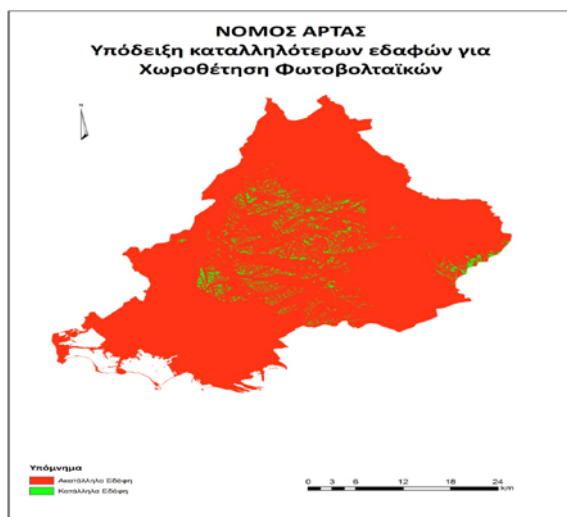 ΝΟΜΟΣ ΑΡΤΑΣ
Υπόδειξη καταλληλότερων εδαφών για
Χωροθέτηση Φωτοβολταϊκών
Υπόμνημα
Ακατάλληλα Εδάφη
Κατάλληλα Εδάφη
0 3 6 12 18 24
km